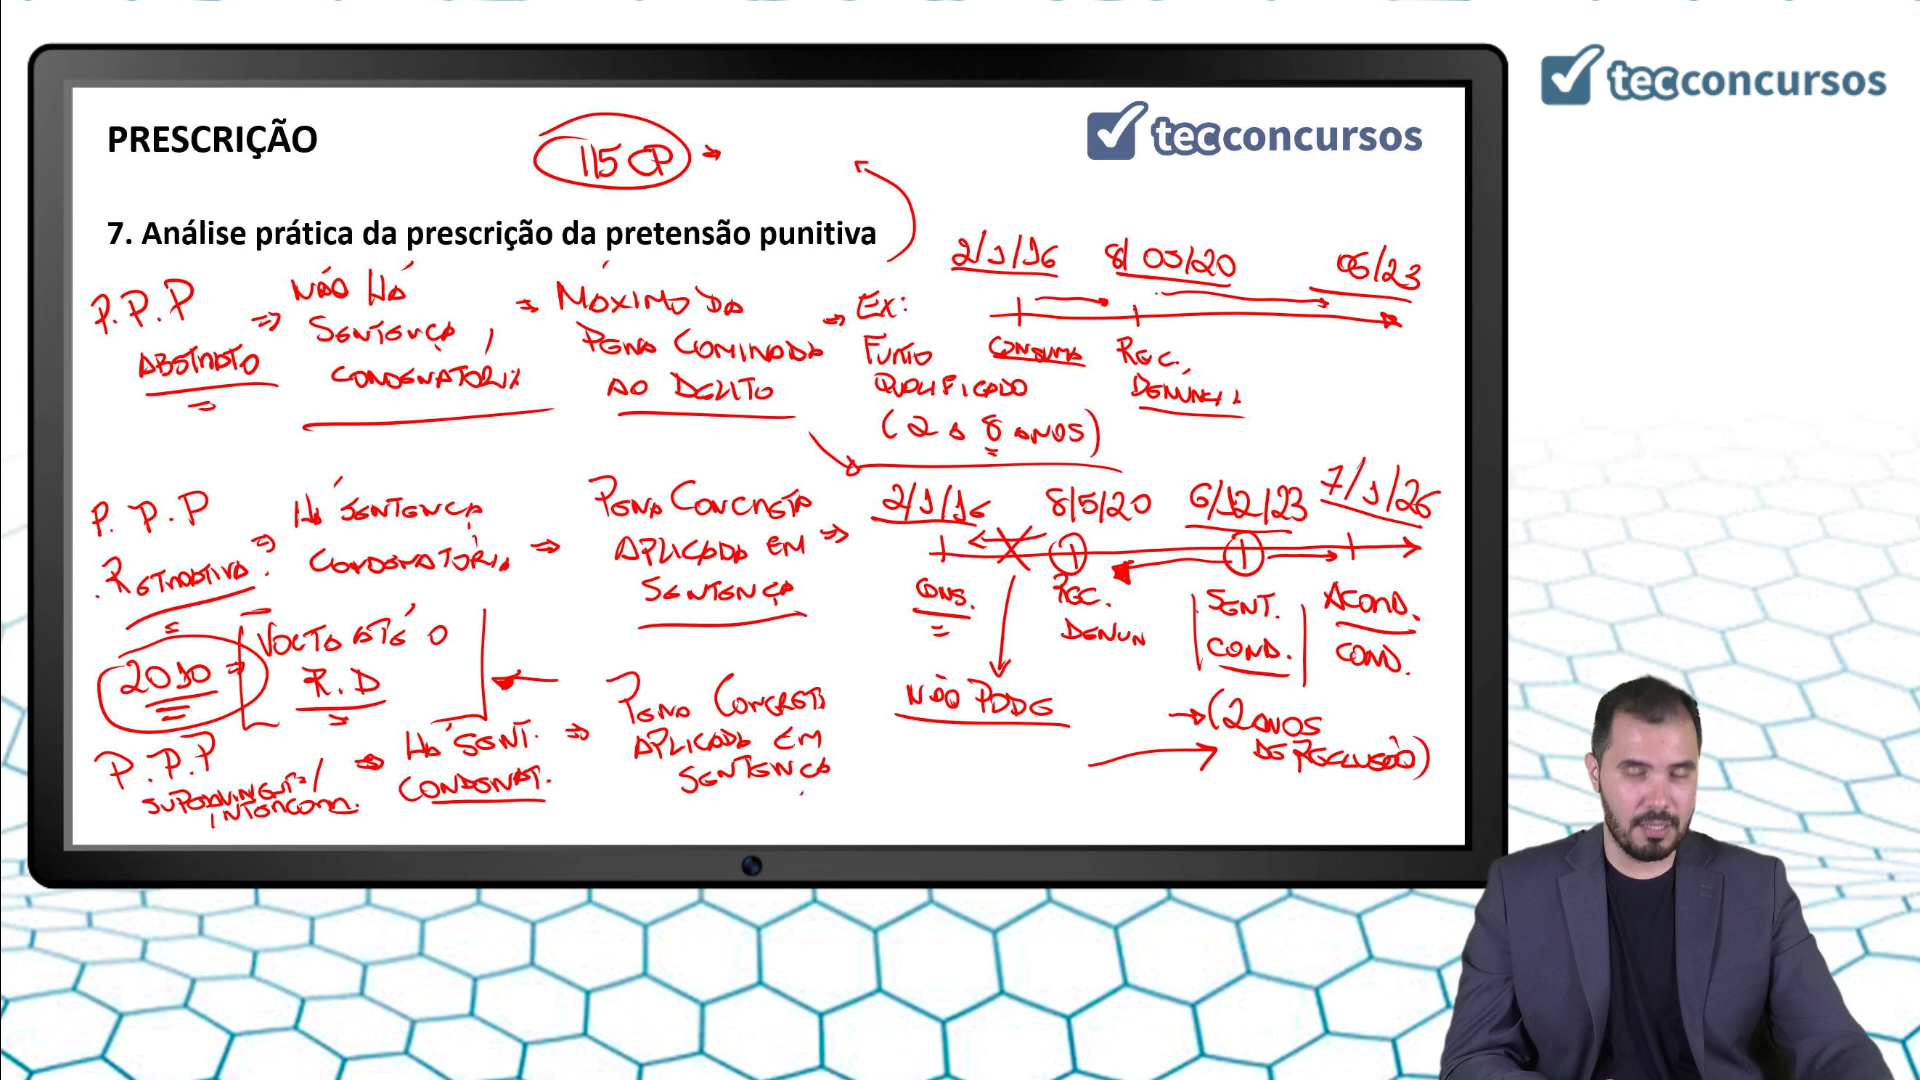 tecconcursos
PRESCRIÇÃO
115 CP
tecconcursos
7. Análise prática da prescrição da pretensão punitiva
P.P.P
ABSTRATO
NÃO HÁ
SENTENÇA
CONDENATÓRIA
MÁXIMO DA
PENA COMINADA
AO DELITO
Ex:
FURTO
QUALIFICADO
(2 A 8 ANOS)
2/1/16
8/05/20
05/23
CONSUMA
REC.
DENÚNCIA
P.P.P
RETROATIVA
HÁ SENTENÇA
CONDENATÓRIA
PENA CONCRETA
APLICADA EM
SENTENÇA
2/1/16
8/5/20
6/12/23
7/1/26
CONS.
REC.
DENUN
SENT.
COND.
ACOND.
COND.
2010
VOLTA ATÉ O
R.D
NÃO PODE
(2 ANOS
DE RECLUSÃO)
P.P.P
SUPERVENIENTE/
INTERCORR.
HÁ SENT.
CONDENAT.
PENA CONCRETA
APLICADA EM
SENTENÇA